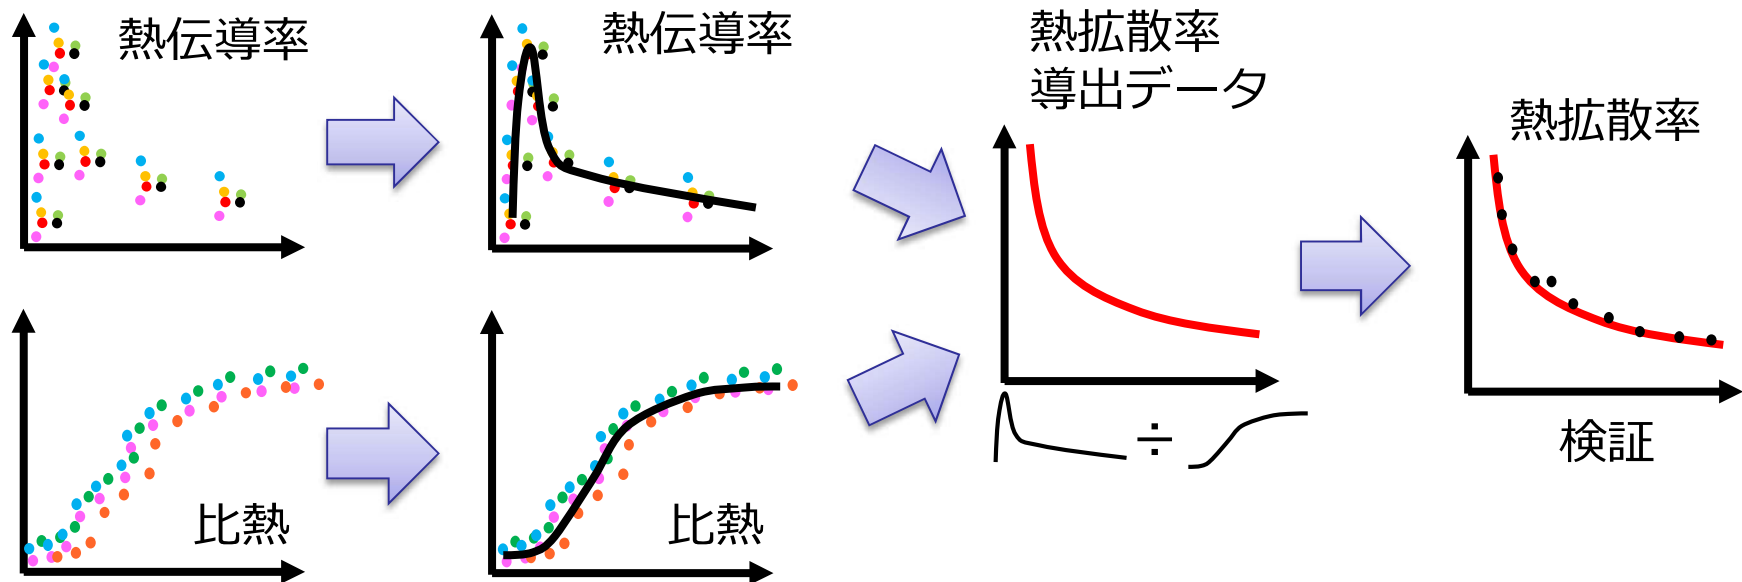 熱伝導率
熱伝導率
熱拡散率
導出データ
熱拡散率
比熱
比熱
÷
検証